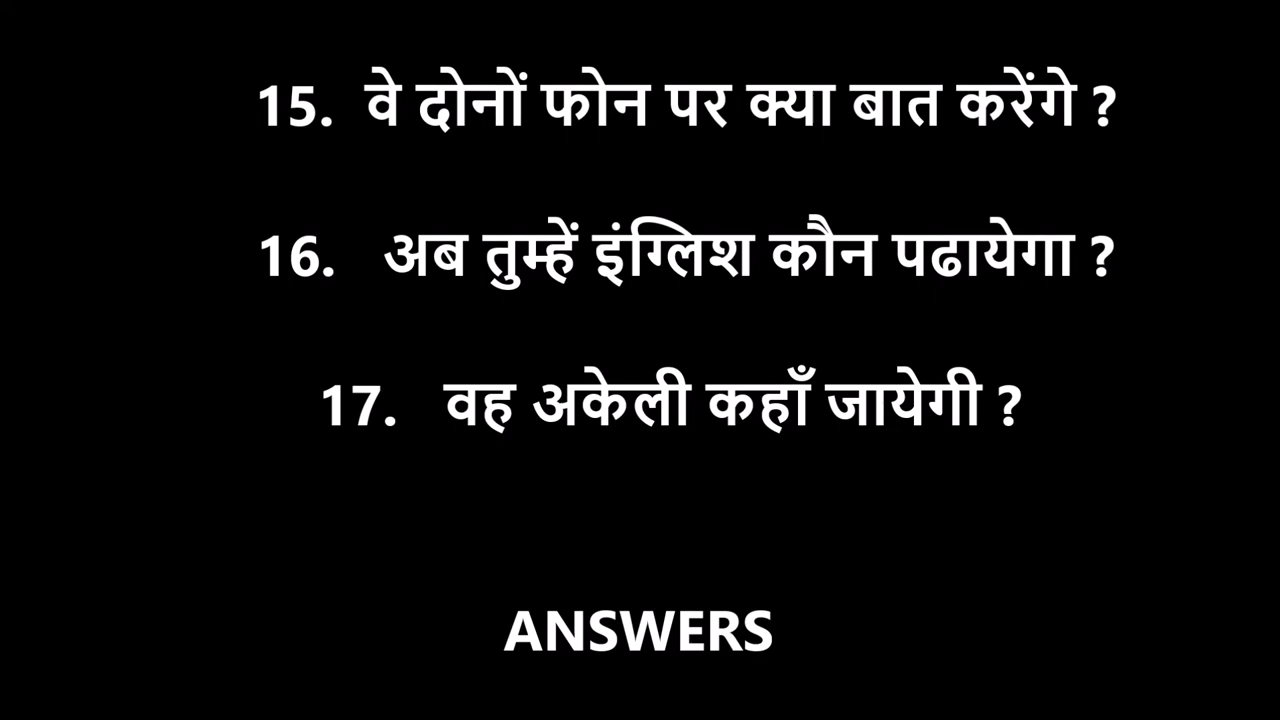 15. वे दोनों फोन पर क्या बात करेंगे ?
16. अब तुम्हें इंग्लिश कौन पढायेगा ?
17. वह अकेली कहाँ जायेगी ?
ANSWERS